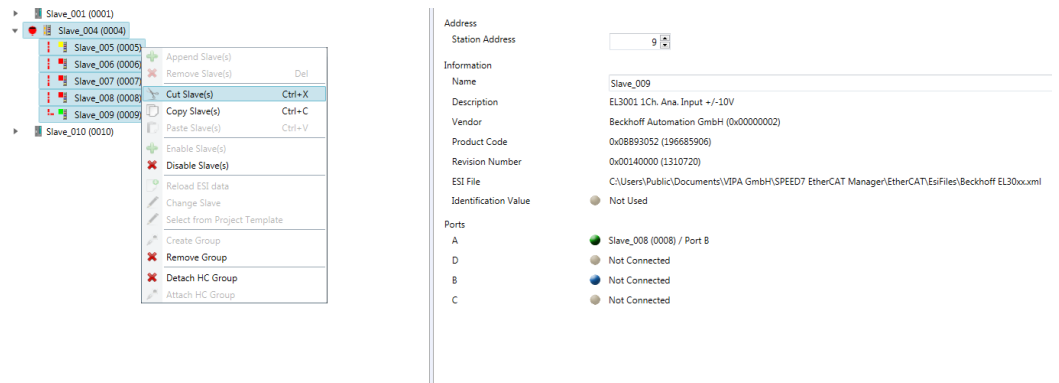 Slave_001 (0001)
Slave_004 (0004)
Slave_005 (0005)
Slave_006 (0006)
Slave_007 (0007)
Slave_008 (0008)
Slave_009 (0009)
Slave_010 (0010)
Append Slave(s)
Remove Slave(s) Del
Cut Slave(s) Ctrl+X
Copy Slave(s) Ctrl+C
Paste Slave(s) Ctrl+V
Enable Slave(s)
Disable Slave(s)
Reload ESI data
Change Slave
Select from Project Template
Create Group
Remove Group
Detach HC Group
Attach HC Group
Address
Station Address 9
Information
Name Slave_009
Description EL3001 1Ch. Ana. Input +/-10V
Vendor Beckhoff Automation GmbH (0x00000002)
Product Code 0x0BB93052 (196685906)
Revision Number 0x00140000 (1310720)
ESI File C:\Users\Public\Documents\VIPA GmbH\SPEED7 EtherCAT Manager\EtherCAT\EsiFiles\Beckhoff EL30xx.xml
Identification Value Not Used
Ports
A Slave_008 (0008) / Port B
D Not Connected
B Not Connected
C Not Connected